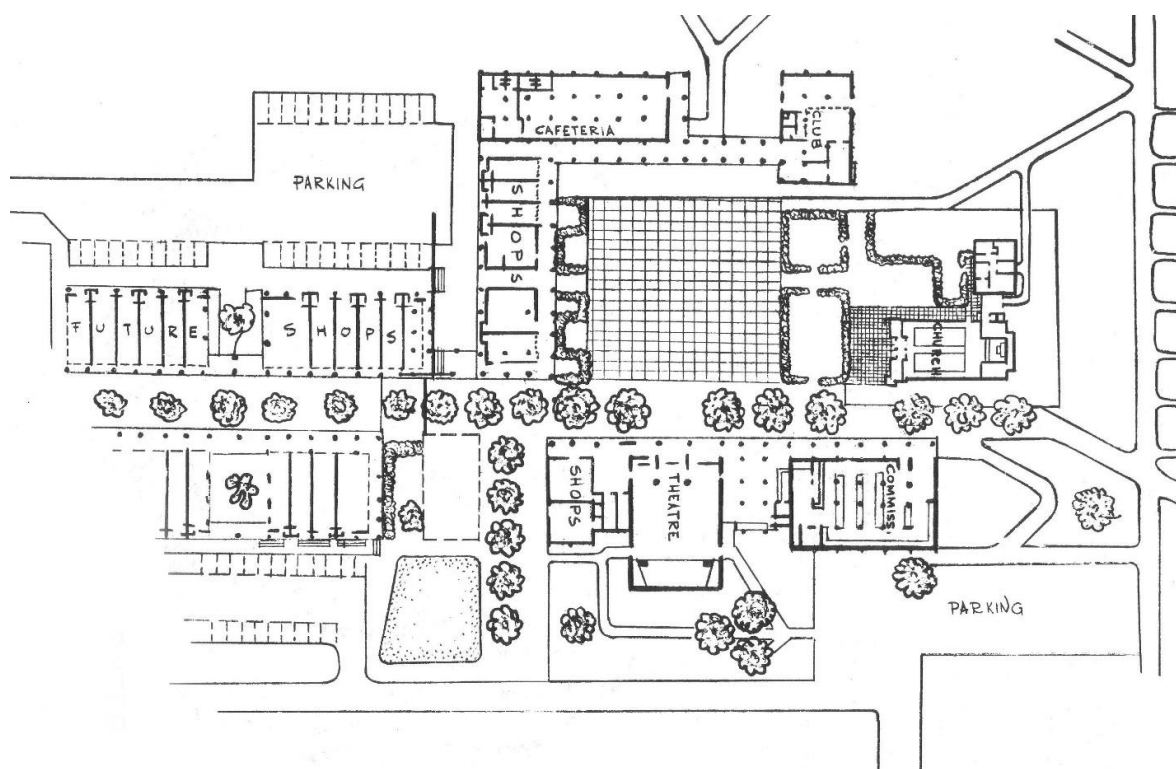 CAFETERIA
CLUB
PARKING
SHOPS
FUTURE SHOPS
CHURCH
SHOPS
THEATRE
COMMISS
PARKING